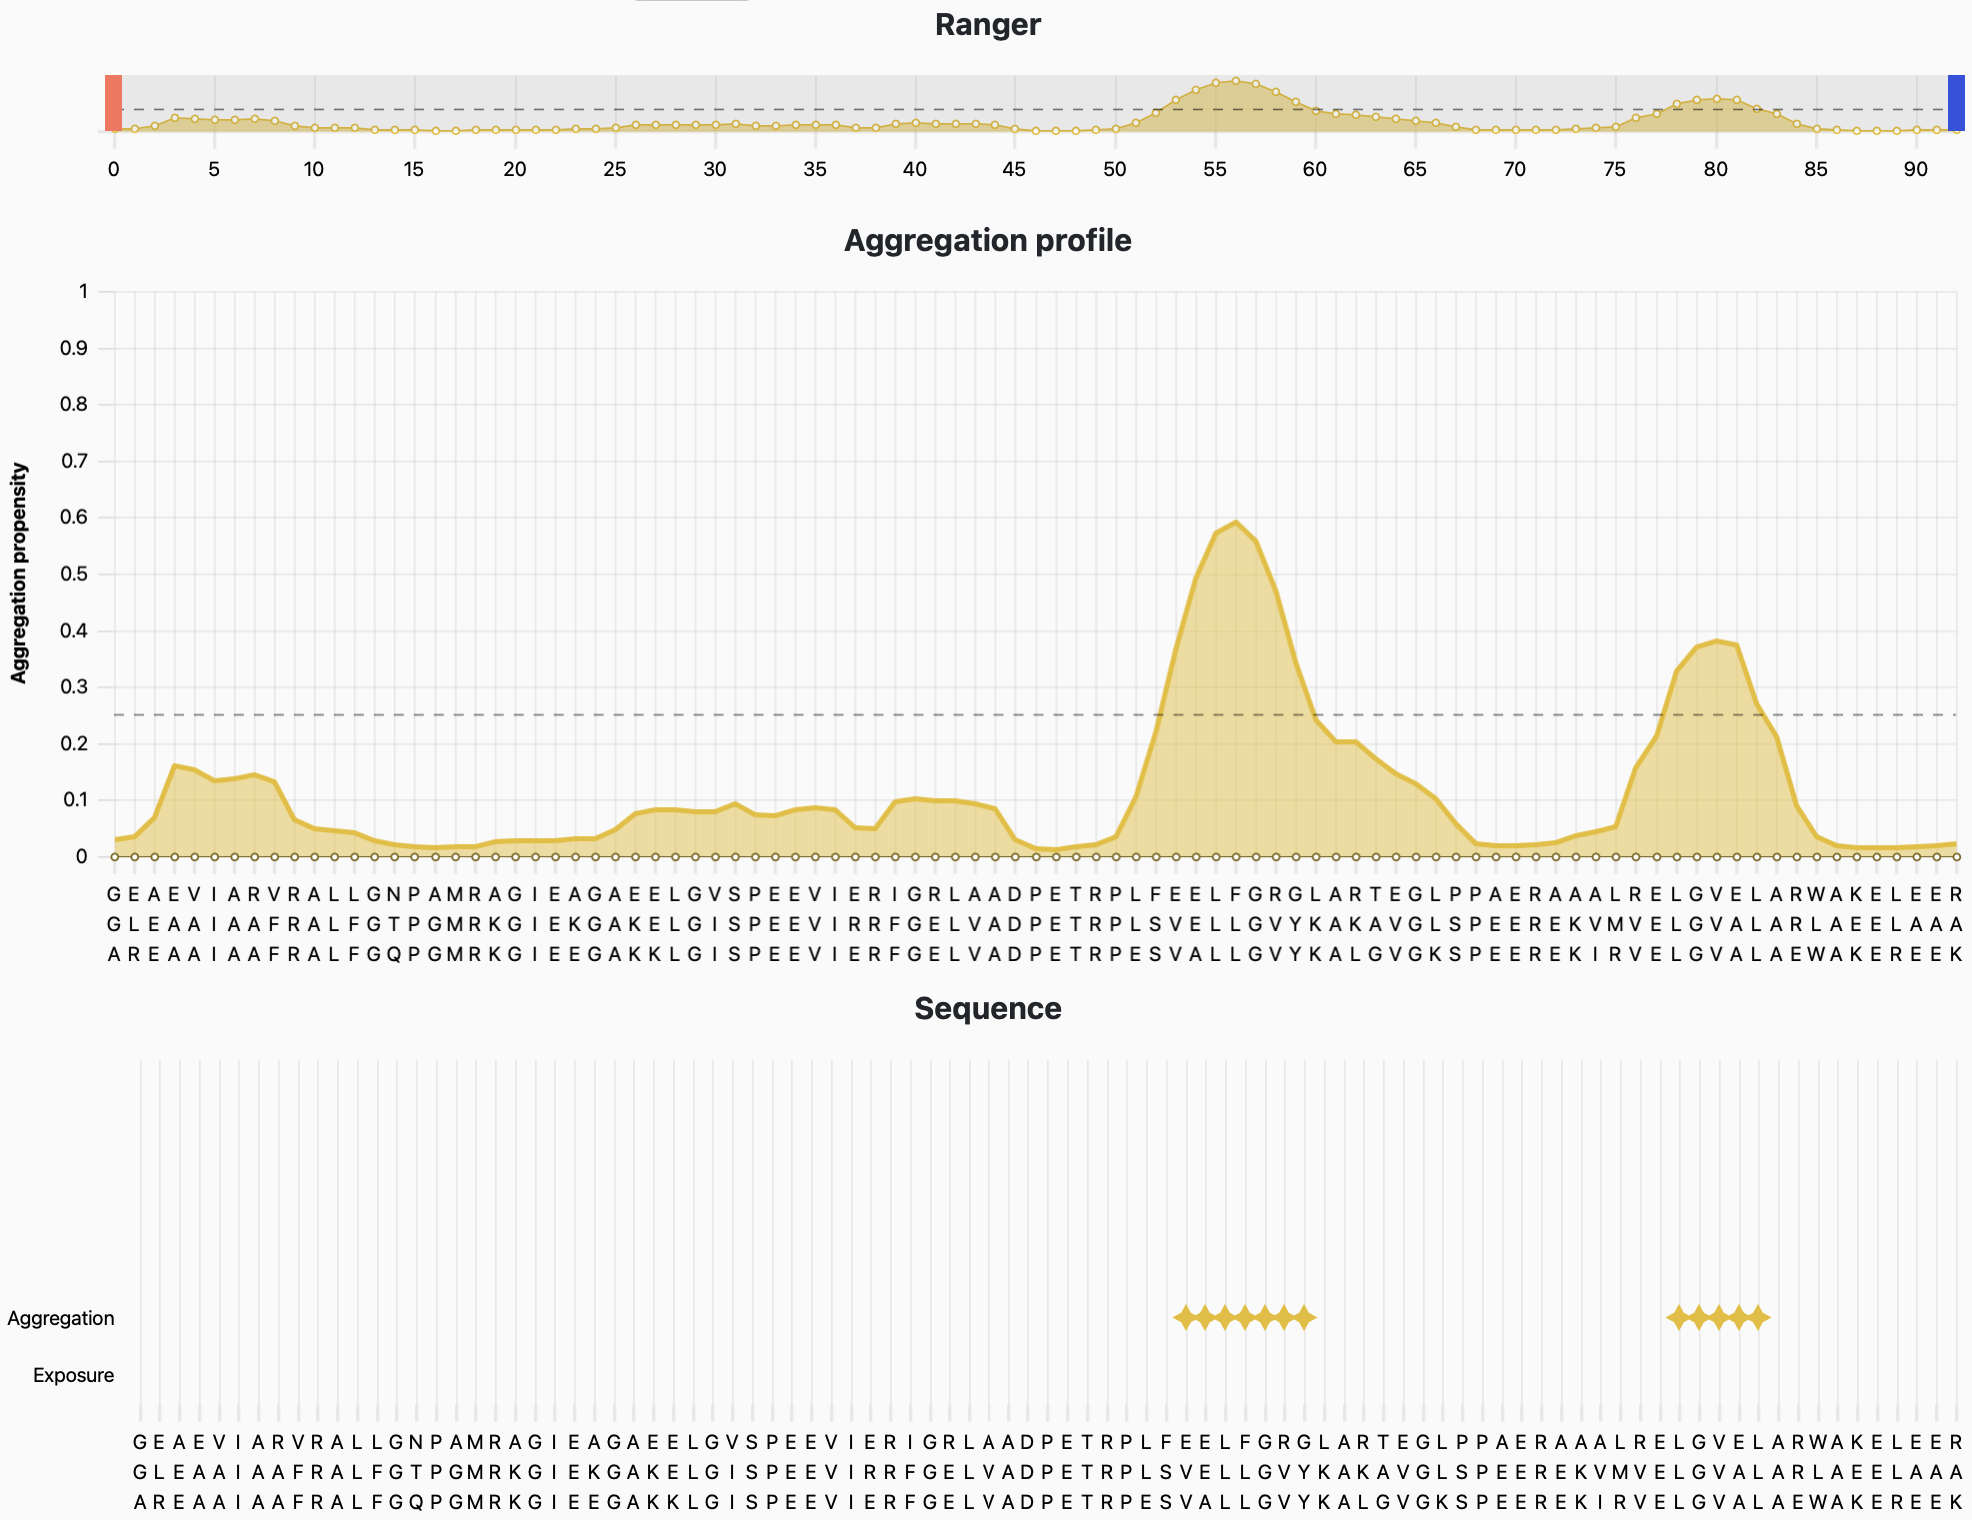 Ranger
0 5 10 15 20 25 30 35 40 45 50 55 60 65 70 75 80 85 90
Aggregation profile
Aggregation propensity
1
0.9
0.8
0.7
0.6
0.5
0.4
0.3
0.2
0.1
0
G E A E V I A R V R A L L G N P A M R A G I E A G A E E L G V S P E E V I E R I G R L A A D P E T R P L F E E L F G R G L A R T E G L P P A E R A A A L R E L G V E L A R W A K E L E E R
G L E A A I A A F R A L F G T P G M R K G I E K G A K E L G I S P E E V I R R F G E L V A D P E T R P L S V E L L G V Y K A K A V G L S P E E R E K V M V E L G V A L A R L A E E L A A A
A R E A A I A A F R A L F G Q P G M R K G I E E G A K K L G I S P E E V I E R F G E L V A D P E T R P E S V A L L G V Y K A L G V G K S P E E R E K I R V E L G V A L A E W A K E R E E K
Sequence
Aggregation
Exposure
G E A E V I A R V R A L L G N P A M R A G I E A G A E E L G V S P E E V I E R I G R L A A D P E T R P L F E E L F G R G L A R T E G L P P A E R A A A L R E L G V E L A R W A K E L E E R
G L E A A I A A F R A L F G T P G M R K G I E K G A K E L G I S P E E V I R R F G E L V A D P E T R P L S V E L L G V Y K A K A V G L S P E E R E K V M V E L G V A L A R L A E E L A A A
A R E A A I A A F R A L F G Q P G M R K G I E E G A K K L G I S P E E V I E R F G E L V A D P E T R P E S V A L L G V Y K A L G V G K S P E E R E K I R V E L G V A L A E W A K E R E E K